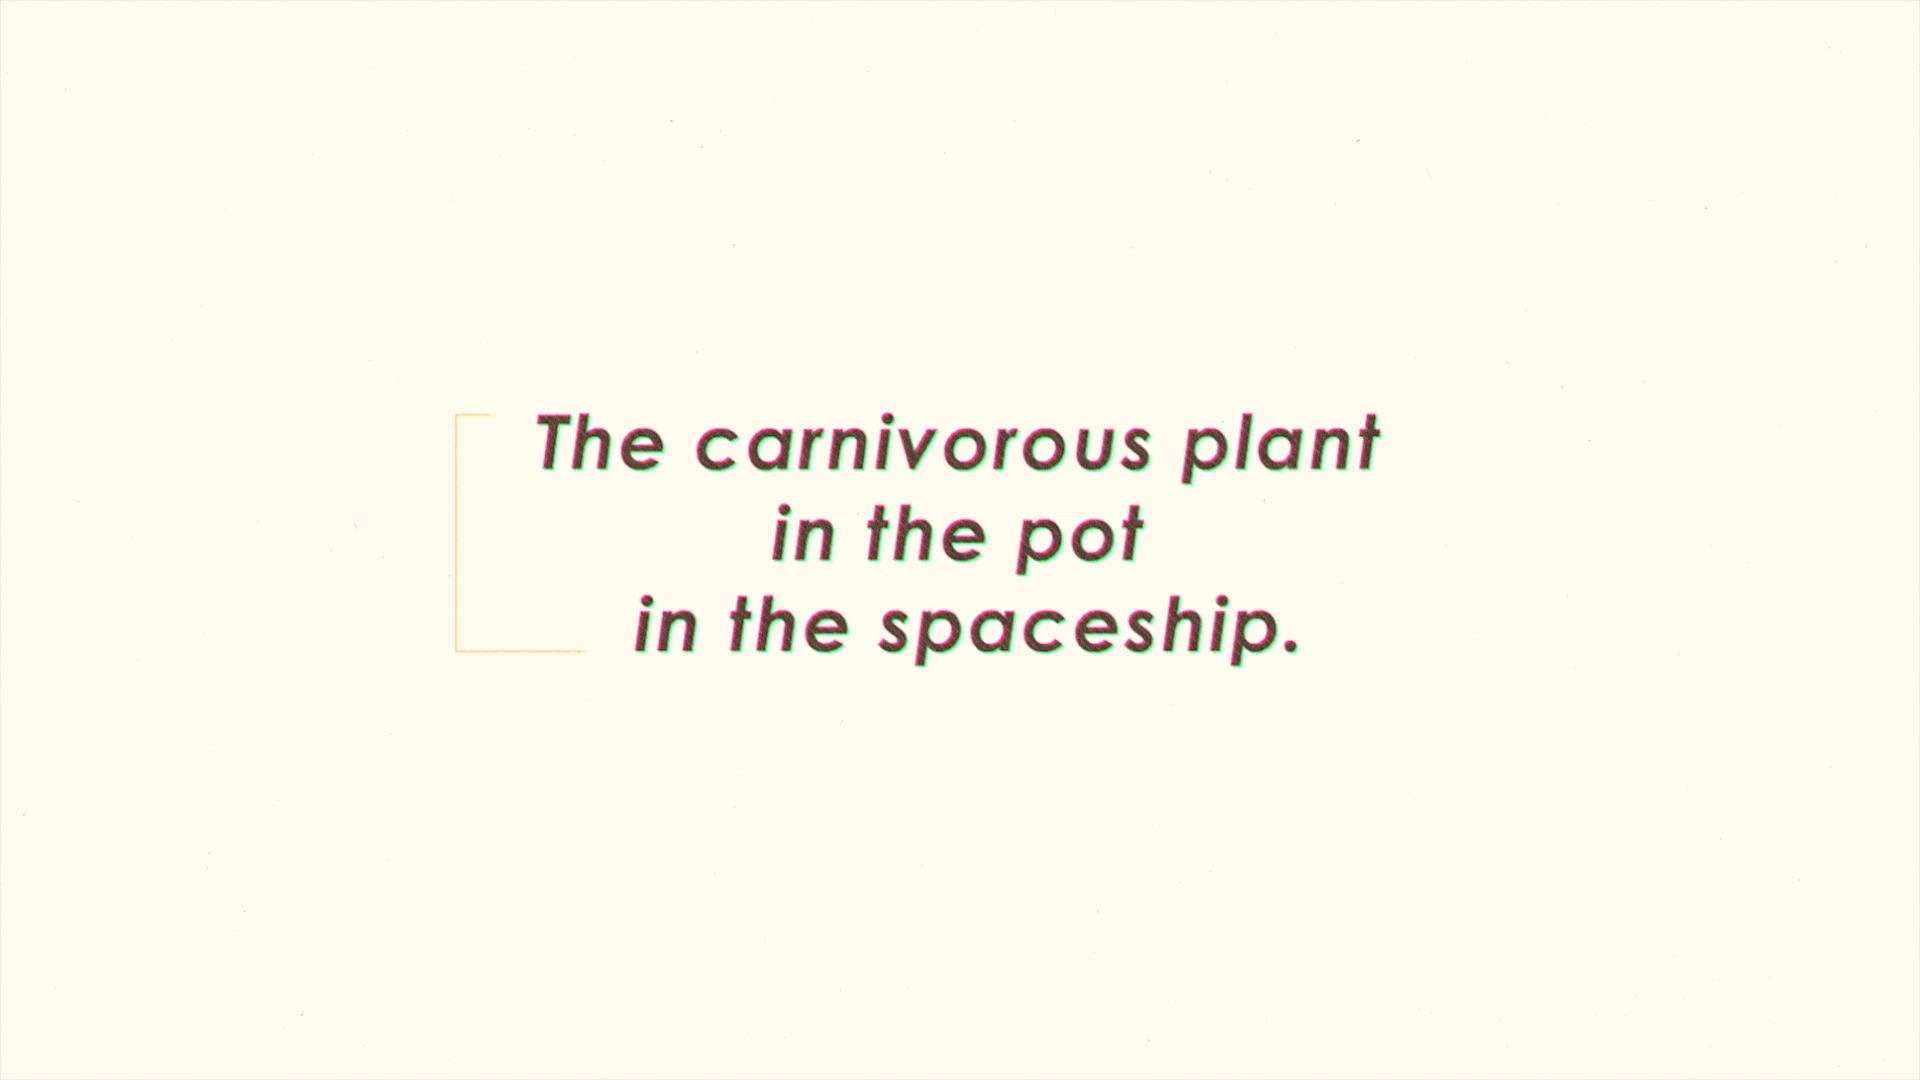 The carnivorous plant
in the pot
in the spaceship.